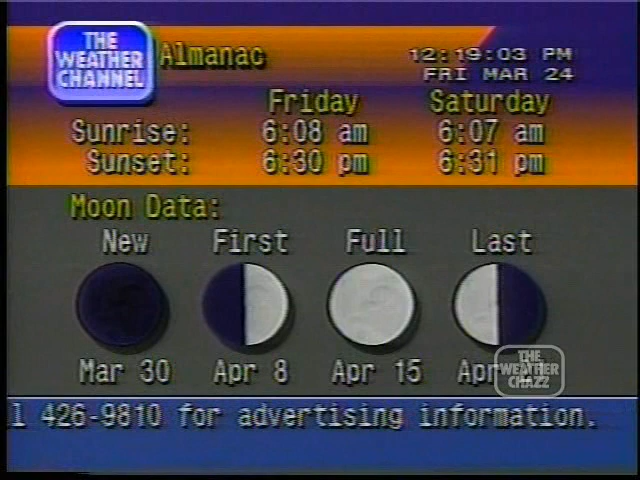 THE
WEATHER
CHANNEL
Almanac
12:19:03 PM
FRI MAR 24
Friday Saturday
Sunrise: 6:08 am 6:07 am
Sunset: 6:30 pm 6:31 pm
Moon Data:
New First Full Last
Mar 30 Apr 8 Apr 15 Apr
THE
WEATHER
CHAZZ
l 426-9810 for advertising information.